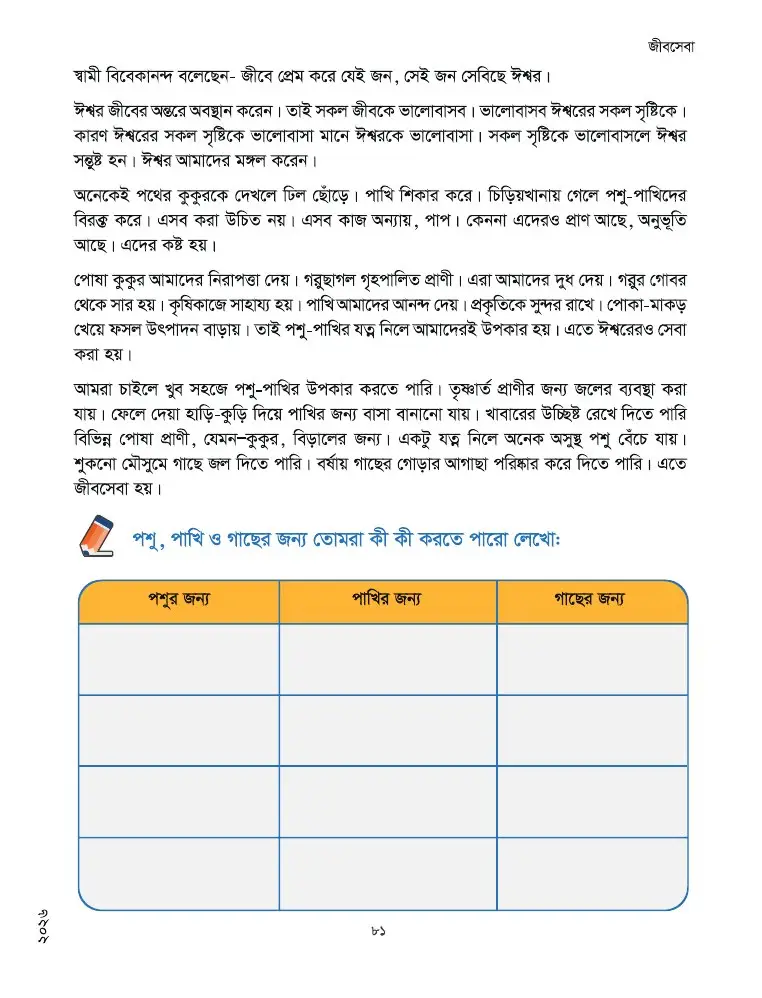 জীবসেবা
স্বামী বিবেকানন্দ বলেছেন- জীবে প্রেম করে যেই জন, সেই জন সেবিছে ঈশ্বর।
ঈশ্বর জীবের অন্তরে অবস্থান করেন। তাই সকল জীবকে ভালোবাসব। ভালোবাসব ঈশ্বরের সকল সৃষ্টিকে।
কারণ ঈশ্বরের সকল সৃষ্টিকে ভালোবাসা মানে ঈশ্বরকে ভালোবাসা। সকল সৃষ্টিকে ভালোবাসলে ঈশ্বর
সন্তুষ্ট হন। ঈশ্বর আমাদের মঙ্গল করেন।
অনেকেই পথের কুকুরকে দেখলে ঢিল ছোঁড়ে। পাখি শিকার করে। চিড়িয়খানায় গেলে পশু-পাখিদের
বিরক্ত করে। এসব করা উচিত নয়। এসব কাজ অন্যায়, পাপ। কেননা এদেরও প্রাণ আছে, অনুভূতি
আছে। এদের কষ্ট হয়।
পোষা কুকুর আমাদের নিরাপত্তা দেয়। গরুছাগল গৃহপালিত প্রাণী। এরা আমাদের দুধ দেয়। গরুর গোবর
থেকে সার হয়। কৃষিকাজে সাহায্য হয়। পাখি আমাদের আনন্দ দেয়। প্রকৃতিকে সুন্দর রাখে। পোকা-মাকড়
খেয়ে ফসল উৎপাদন বাড়ায়। তাই পশু-পাখির যত্ন নিলে আমাদেরই উপকার হয়। এতে ঈশ্বরেরও সেবা
করা হয়।
আমরা চাইলে খুব সহজে পশু-পাখির উপকার করতে পারি। তৃষ্ণার্ত প্রাণীর জন্য জলের ব্যবস্থা করা
যায়। ফেলে দেয়া হাড়ি-কুড়ি দিয়ে পাখির জন্য বাসা বানানো যায়। খাবারের উচ্ছিষ্ট রেখে দিতে পারি
বিভিন্ন পোষা প্রাণী, যেমন–কুকুর, বিড়ালের জন্য। একটু যত্ন নিলে অনেক অসুস্থ পশু বেঁচে যায়।
শুকনো মৌসুমে গাছে জল দিতে পারি। বর্ষায় গাছের গোড়ার আগাছা পরিষ্কার করে দিতে পারি। এতে
জীবসেবা হয়।
পশু, পাখি ও গাছের জন্য তোমরা কী কী করতে পারো লেখো:
পশুর জন্য
পাখির জন্য
গাছের জন্য
২০২৬
৮১